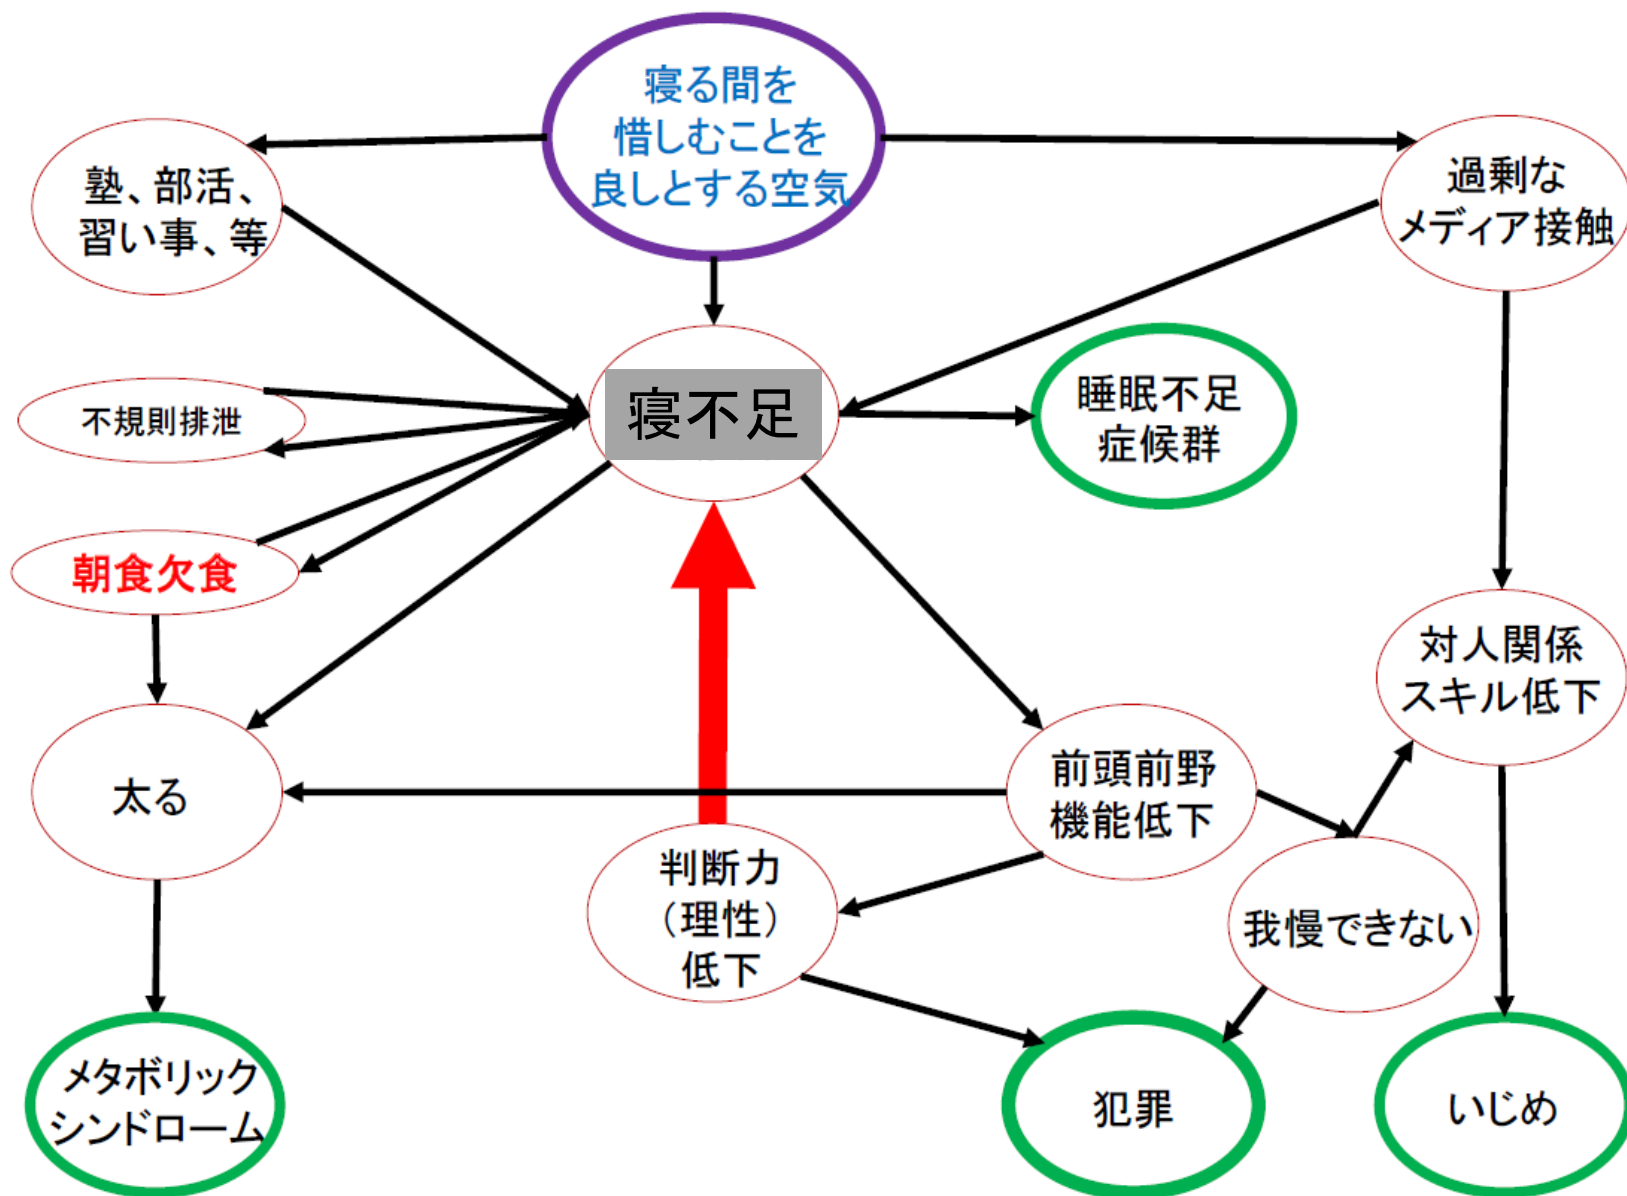 寝る間を
惜しむことを
良しとする空気
塾、部活、
習い事、等
過剰な
メディア接触
不規則排泄
寝不足
睡眠不足
症候群
朝食欠食
対人関係
スキル低下
太る
前頭前野
機能低下
判断力
（理性）
低下
我慢できない
メタボリック
シンドローム
犯罪
いじめ